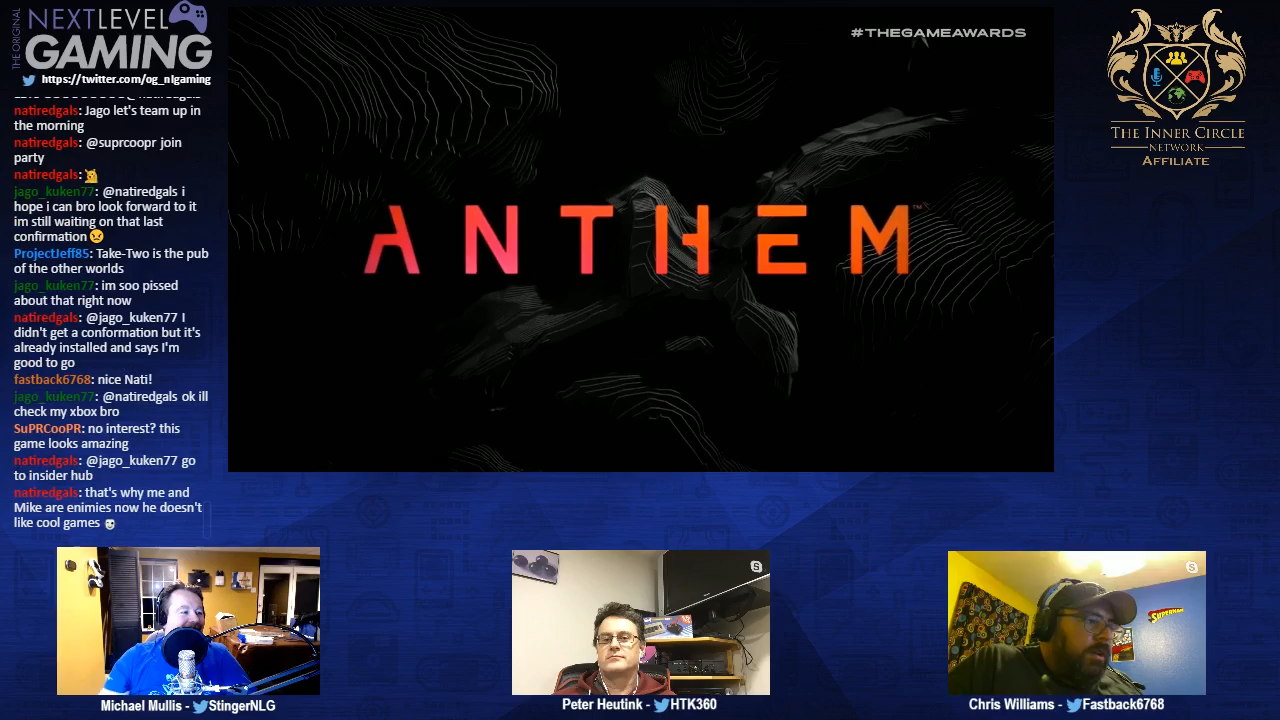 THE ORIGINAL
NEXTLEVEL
GAMING
https://twitter.com/og_nlgaming
natiredgals: Jago let's team up in
the morning
natiredgals: @suprcoopr join
party
natiredgals:
jago_kuken77: @natiredgals i
hope i can bro look forward to it
im still waiting on that last
confirmation 😠
ProjectJeff85: Take-Two is the pub
of the other worlds
jago_kuken77: im soo pissed
about that right now
natiredgals: @jago_kuken77 I
didn't get a conformation but it's
already installed and says I'm
good to go
fastback6768: nice Nati!
jago_kuken77: @natiredgals ok ill
check my xbox bro
SuPRCooPR: no interest? this
game looks amazing
natiredgals: @jago_kuken77 go
to insider hub
natiredgals: that's why me and
Mike are enimies now he doesn't
like cool games
#THEGAMEAWARDS
ANTHEM™
THE INNER CIRCLE
NETWORK
AFFILIATE
SUPERMAN
Michael Mullis - StingerNLG
Peter Heutink - HTK360
Chris Williams - Fastback6768